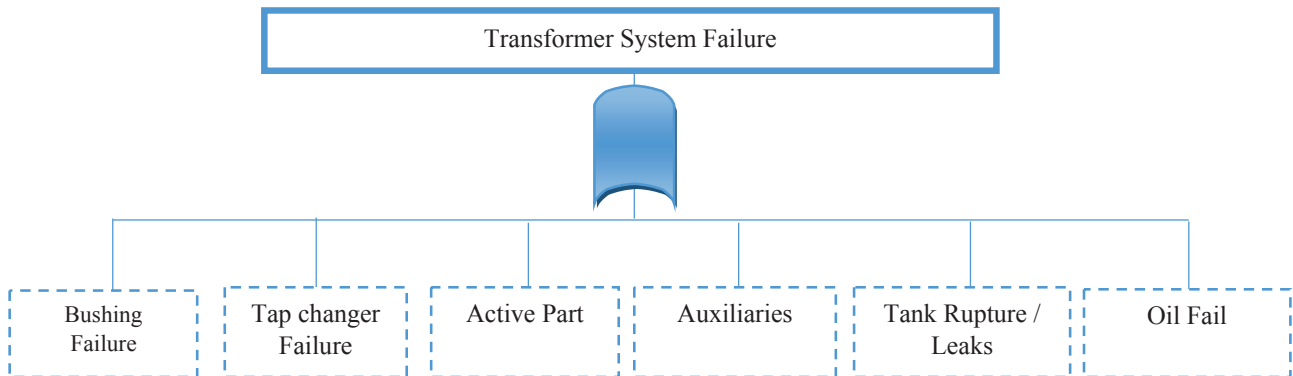 Transformer System Failure
Bushing
Failure
Tap changer
Failure
Active Part
Auxiliaries
Tank Rupture /
Leaks
Oil Fail